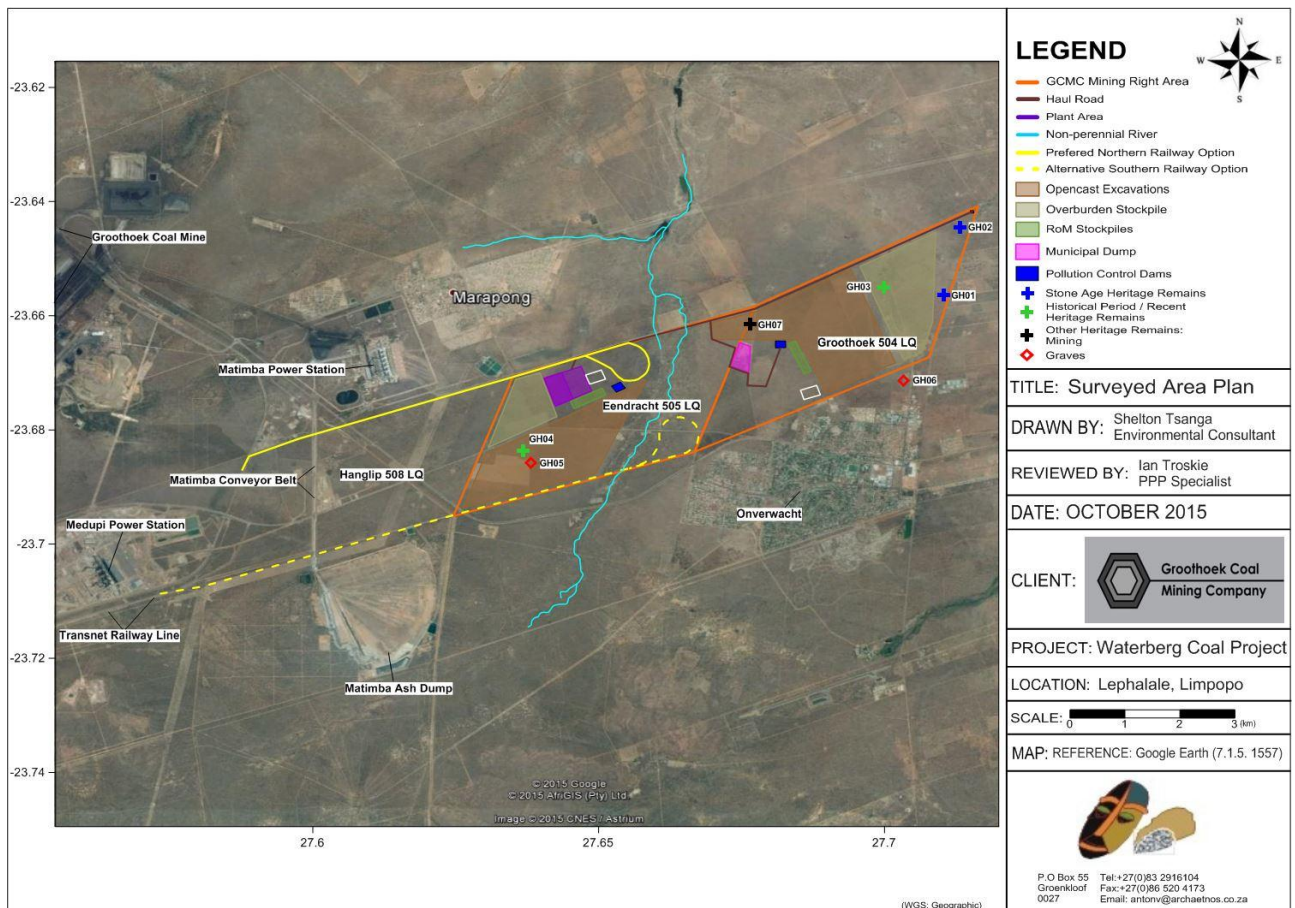 -23.62
-23.64
-23.66
-23.68
-23.7
-23.72
-23.74
27.6
27.65
27.7
Groothoek Coal Mine
Marapong
Matimba Power Station
Matimba Conveyor Belt
Hanglip 508 LQ
Medupi Power Station
Transnet Railway Line
Matimba Ash Dump
Eendracht 505 LQ
Groothoek 504 LQ
Onverwacht
GH02
GH01
GH03
GH07
GH06
GH04
GH05
© 2015 Google
© 2015 AfriGIS (Pty) Ltd.
Image © 2015 CNES / Astrium
(WGS: Geographic)
LEGEND
N
W
E
S
GCMC Mining Right Area
Haul Road
Plant Area
Non-perennial River
Prefered Northern Railway Option
Alternative Southern Railway Option
Opencast Excavations
Overburden Stockpile
RoM Stockpiles
Municipal Dump
Pollution Control Dams
Stone Age Heritage Remains
Historical Period / Recent
Heritage Remains
Other Heritage Remains:
Mining
Graves
TITLE: Surveyed Area Plan
DRAWN BY: Shelton Tsanga
Environmental Consultant
REVIEWED BY: Ian Troskie
PPP Specialist
DATE: OCTOBER 2015
CLIENT:
Groothoek Coal
Mining Company
PROJECT: Waterberg Coal Project
LOCATION: Lephalale, Limpopo
SCALE: 0 1 2 3 (km)
MAP: REFERENCE: Google Earth (7.1.5. 1557)
P.O Box 55 Tel:+27(0)83 2916104
Groenkloof Fax:+27(0)86 520 4173
0027 Email: antonv@archaetnos.co.za